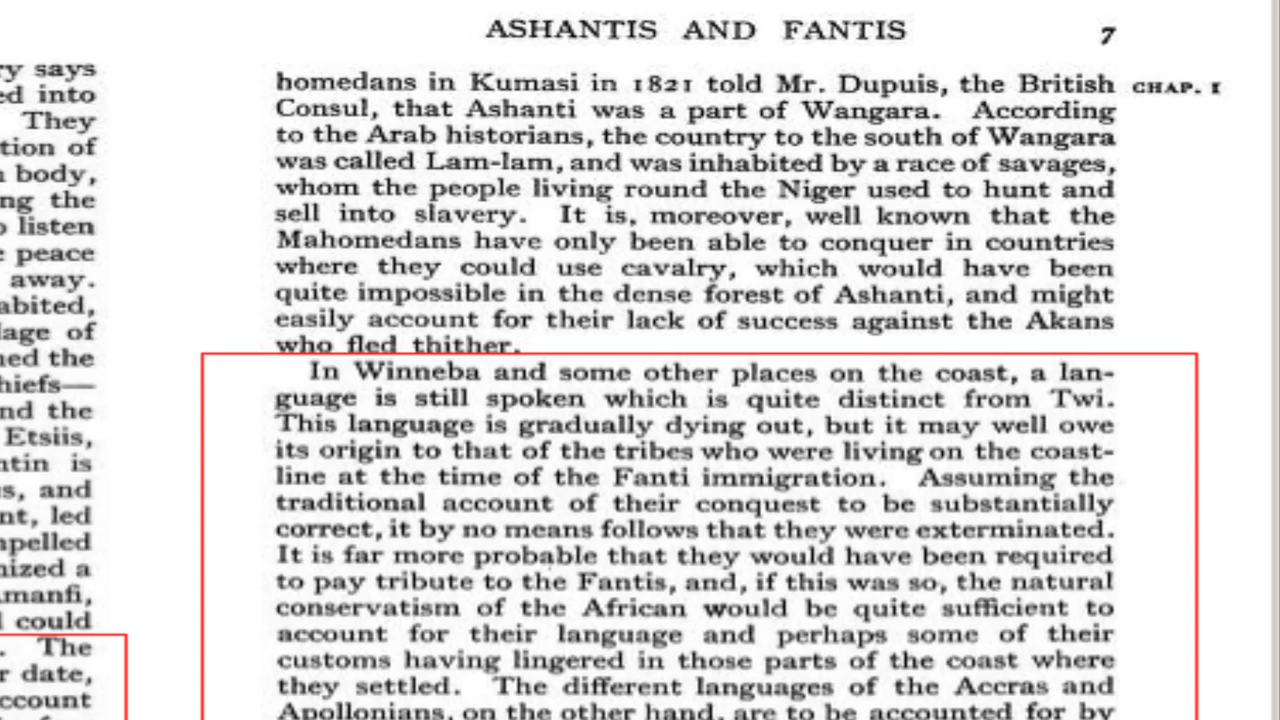 ASHANTIS AND FANTIS 7
ry says
ed into
They
tion of
body,
ng the
listen
peace
away.
abited,
lage of
ned the
hiefs—
nd the
Etsiis,
ntin is
s, and
nt, led
npelled
nized a
manfi,
could
. The
r date,
ccount
homedans in Kumasi in 1821 told Mr. Dupuis, the British CHAP. I
Consul, that Ashanti was a part of Wangara. According
to the Arab historians, the country to the south of Wangara
was called Lam-lam, and was inhabited by a race of savages,
whom the people living round the Niger used to hunt and
sell into slavery. It is, moreover, well known that the
Mahomedans have only been able to conquer in countries
where they could use cavalry, which would have been
quite impossible in the dense forest of Ashanti, and might
easily account for their lack of success against the Akans
who fled thither.
In Winneba and some other places on the coast, a lan-
guage is still spoken which is quite distinct from Twi.
This language is gradually dying out, but it may well owe
its origin to that of the tribes who were living on the coast-
line at the time of the Fanti immigration. Assuming the
traditional account of their conquest to be substantially
correct, it by no means follows that they were exterminated.
It is far more probable that they would have been required
to pay tribute to the Fantis, and, if this was so, the natural
conservatism of the African would be quite sufficient to
account for their language and perhaps some of their
customs having lingered in those parts of the coast where
they settled. The different languages of the Accras and
Apollonians, on the other hand, are to be accounted for by